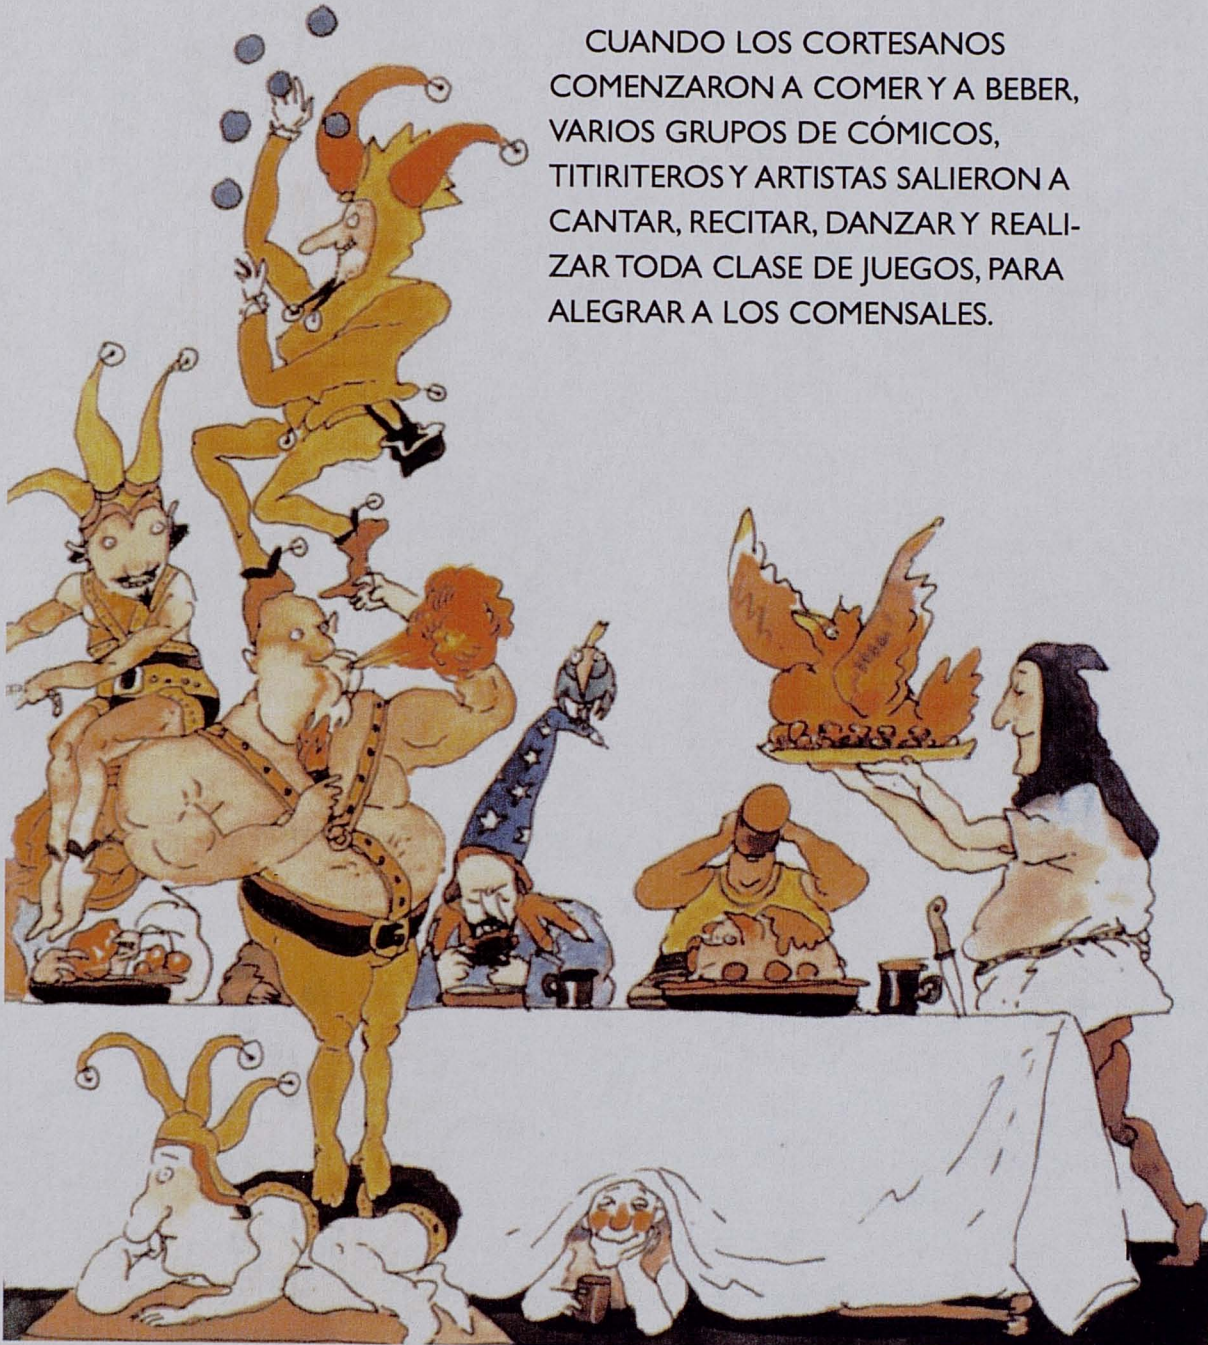 CUANDO LOS CORTESANOS
COMENZARON A COMER Y A BEBER,
VARIOS GRUPOS DE CÓMICOS,
TITIRITEROS Y ARTISTAS SALIERON A
CANTAR, RECITAR, DANZAR Y REALI-
ZAR TODA CLASE DE JUEGOS, PARA
ALEGRAR A LOS COMENSALES.